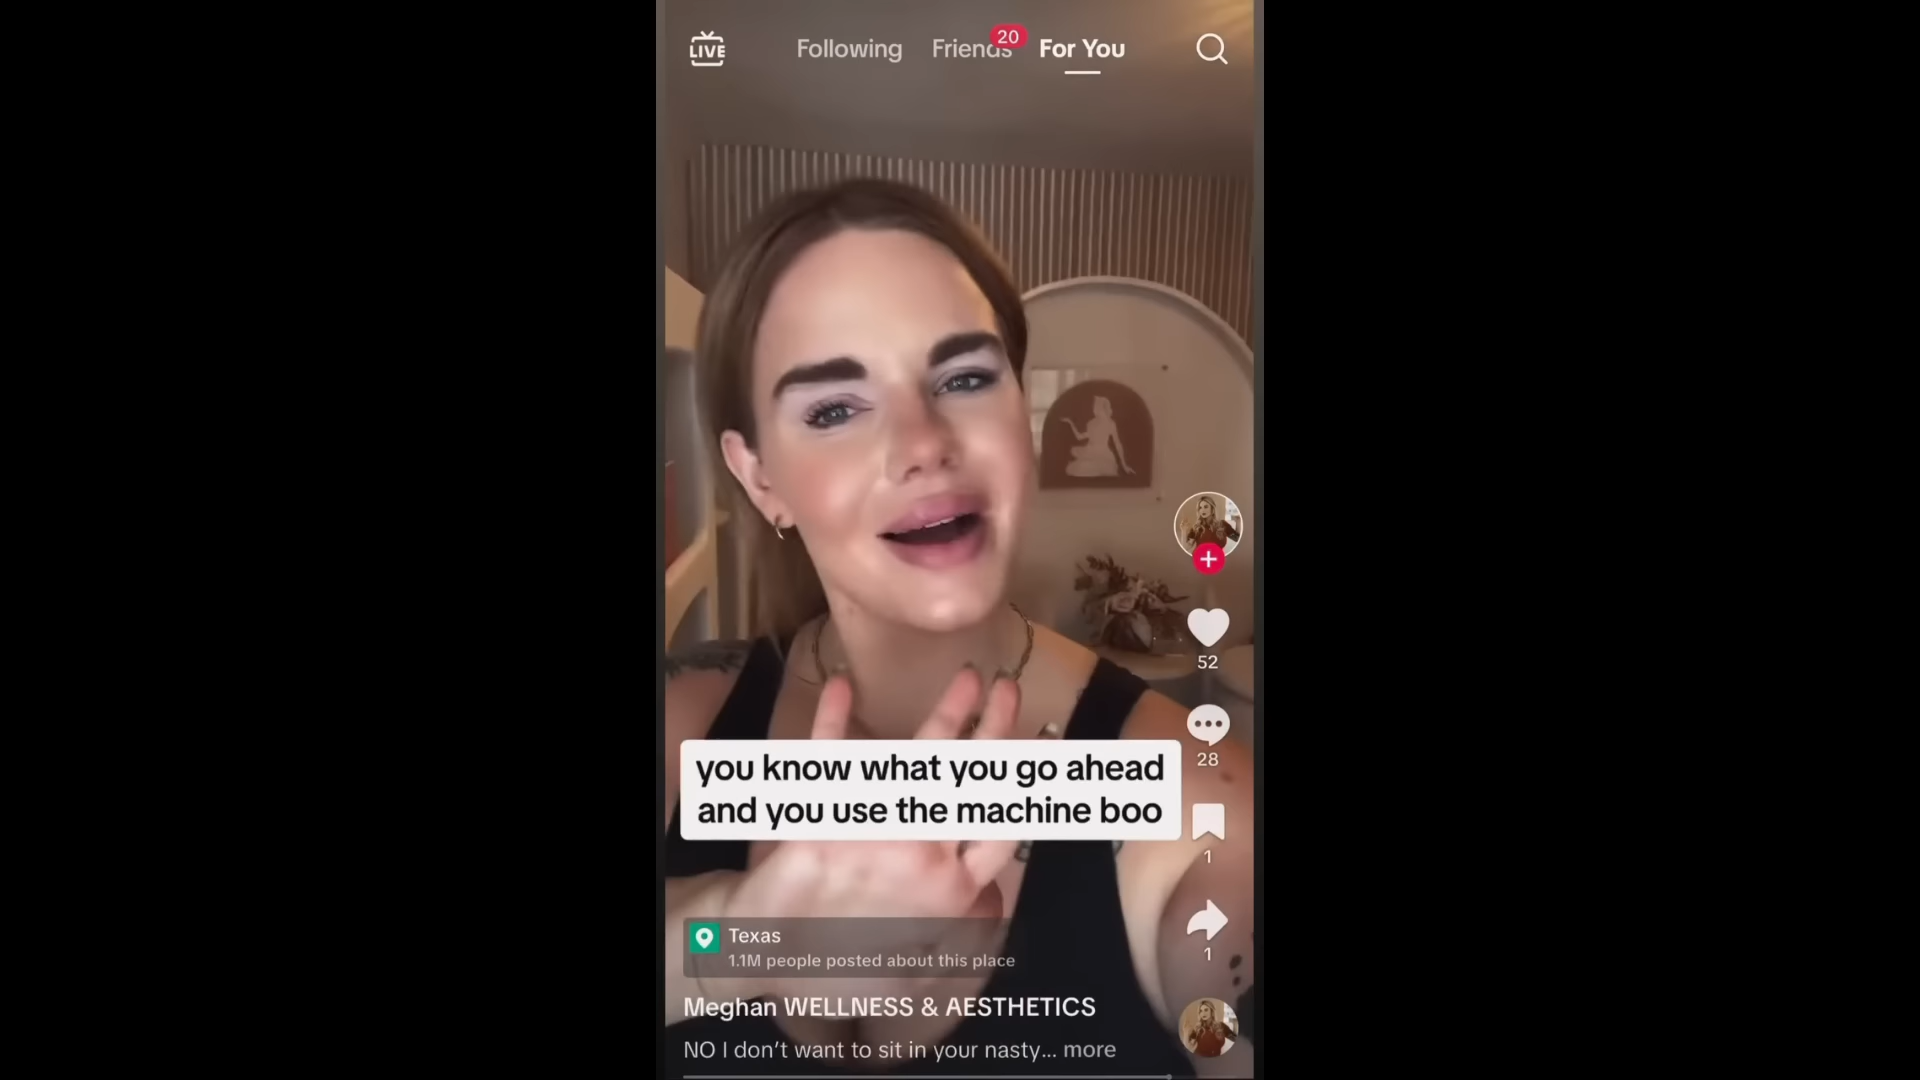 LIVE
Following
Friends
20
For You
you know what you go ahead
and you use the machine boo
52
28
1
1
Texas
1.1M people posted about this place
Meghan WELLNESS & AESTHETICS
NO I don't want to sit in your nasty... more